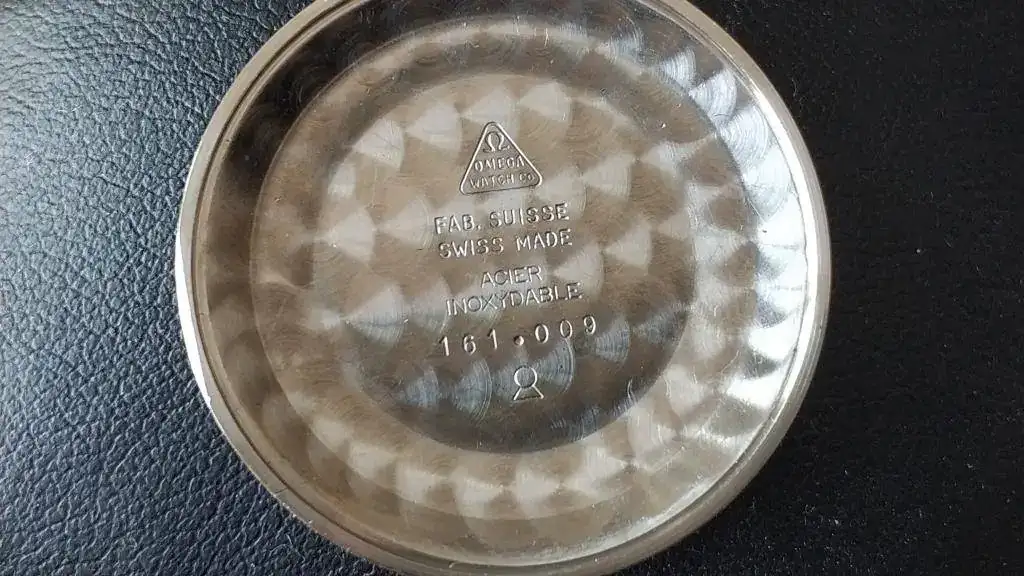 Ω
OMEGA
WATCH Co
FAB. SUISSE
SWISS MADE
ACIER
INOXYDABLE
161.009